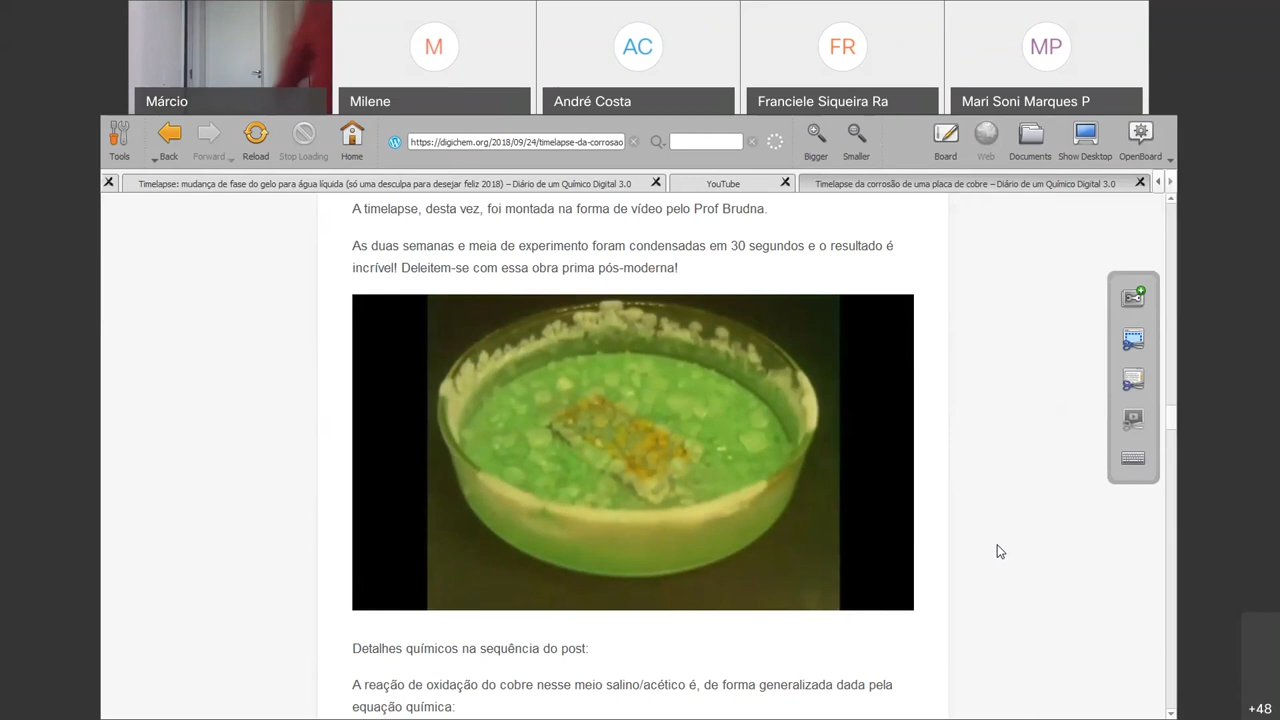 M
AC
FR
MP
Márcio
Milene
André Costa
Franciele Siqueira Ra
Mari Soni Marques P
Tools
Back
Forward
Reload
Stop Loading
Home
https://digichem.org/2018/09/24/timelapse-da-corrosao
Bigger
Smaller
Board
Web
Documents
Show Desktop
OpenBoard
Timelapse: mudança de fase do gelo para água líquida (só uma desculpa para desejar feliz 2018) – Diário de um Químico Digital 3.0
YouTube
Timelapse da corrosão de uma placa de cobre – Diário de um Químico Digital 3.0
A timelapse, desta vez, foi montada na forma de vídeo pelo Prof Brudna.
As duas semanas e meia de experimento foram condensadas em 30 segundos e o resultado é
incrível! Deleitem-se com essa obra prima pós-moderna!
Detalhes químicos na sequência do post:
A reação de oxidação do cobre nesse meio salino/acético é, de forma generalizada dada pela
equação química:
+48